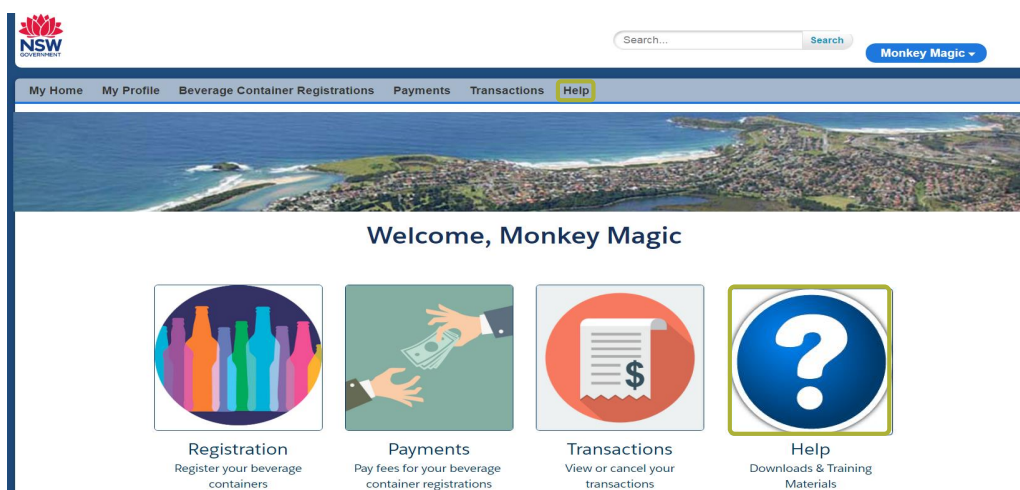 NSW
GOVERNMENT
Search...
Search
Monkey Magic
My Home My Profile Beverage Container Registrations Payments Transactions Help
Welcome, Monkey Magic
$
?
Registration
Register your beverage
containers
Payments
Pay fees for your beverage
container registrations
Transactions
View or cancel your
transactions
Help
Downloads & Training
Materials